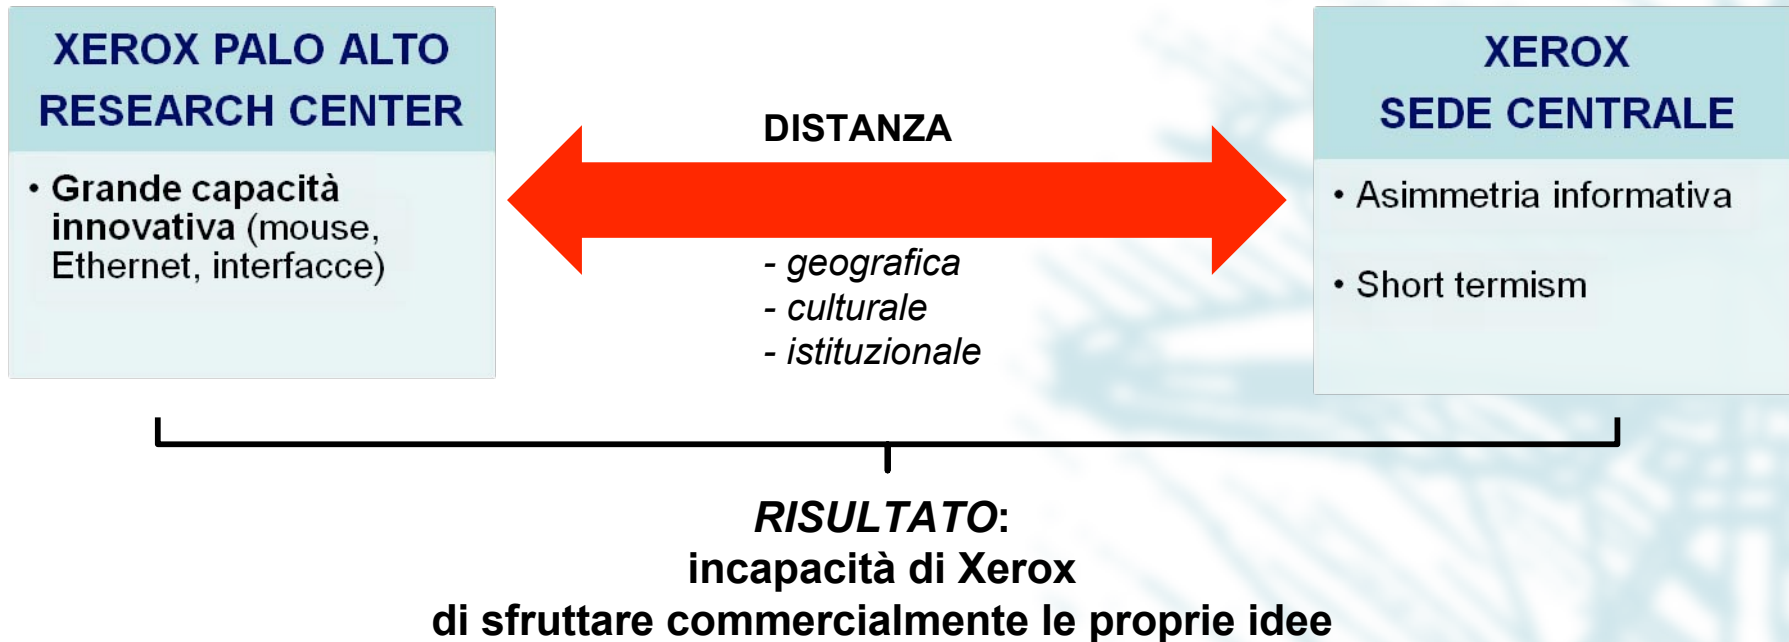 XEROX PALO ALTO
RESEARCH CENTER
• Grande capacità
innovativa (mouse,
Ethernet, interfacce)
DISTANZA
- geografica
- culturale
- istituzionale
XEROX
SEDE CENTRALE
• Asimmetria informativa
• Short termism
RISULTATO:
incapacità di Xerox
di sfruttare commercialmente le proprie idee